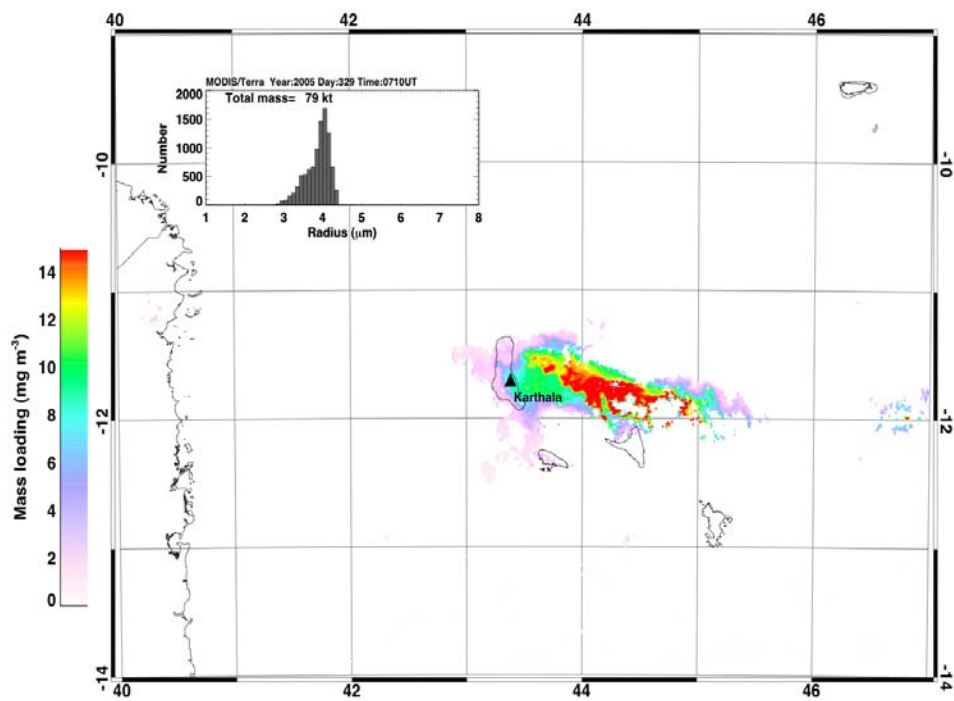 40 42 44 46
MODIS/Terra Year:2005 Day:329 Time:0710UT
Total mass= 79 kt
2000
1500
1000
500
0
Number
1 2 3 4 5 6 7 8
Radius (μm)
-10 -10
14
12
10
8
6
4
2
0
Mass loading (mg m⁻³)
Karthala
-12 -12
-14 -14
40 42 44 46